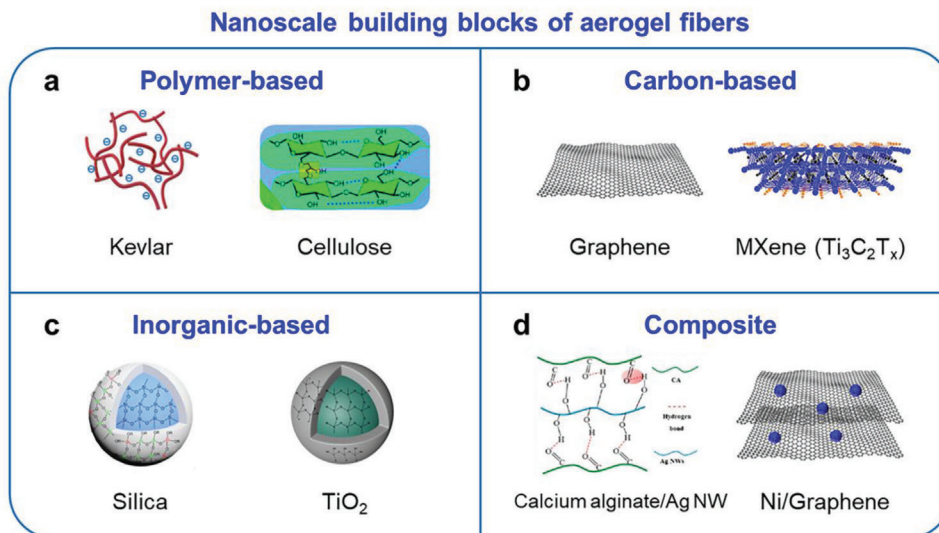 Nanoscale building blocks of aerogel fibers
a
Polymer-based
Kevlar
Cellulose
b
Carbon-based
Graphene
MXene (Ti₃C₂Tₓ)
c
Inorganic-based
Silica
TiO₂
d
Composite
CA
Hydrogen
bond
Ag NWs
Calcium alginate/Ag NW
Ni/Graphene